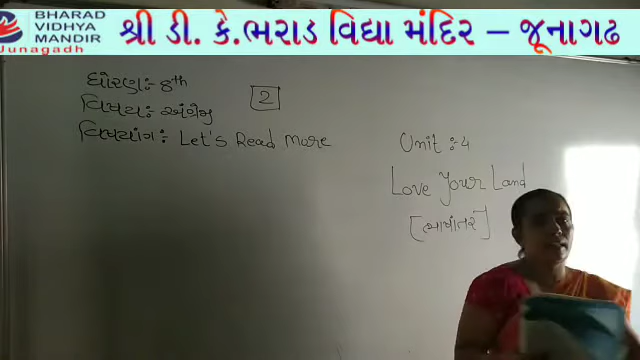 BHARAD
VIDHYA
MANDIR
Junagadh
શ્રી ડી. કે.ભરાડ વિદ્યા મંદિર – જૂનાગઢ
ધોરણ:- 8th
વિષય:- અંગ્રેજી
2
વિષયાંગ:- Let's Read More
Unit :- 4
Love Your Land
[ભાષાંતર]